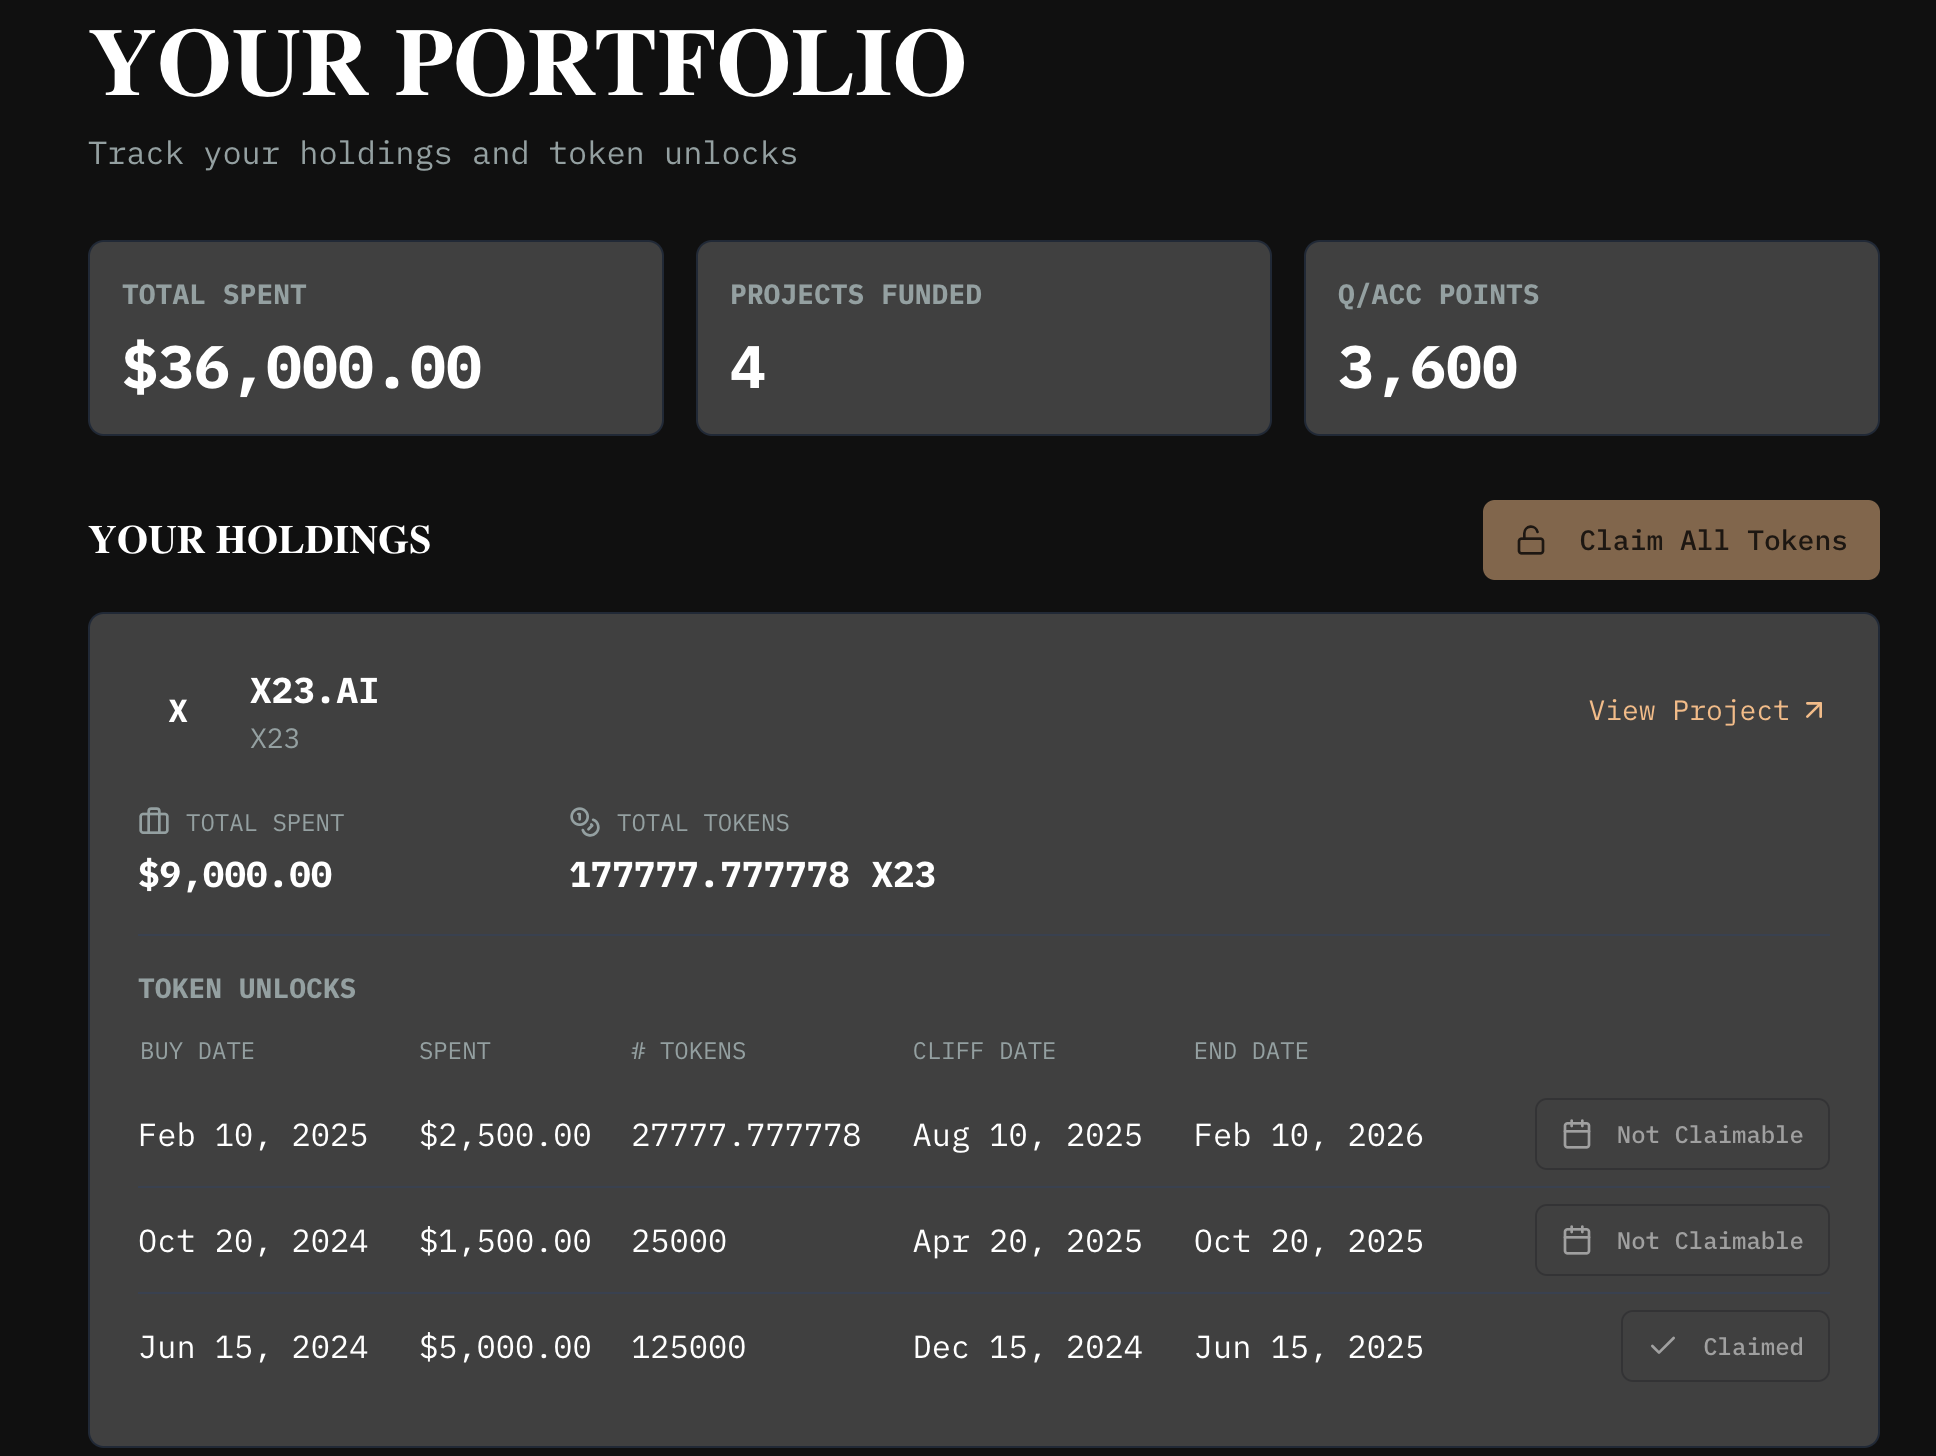 YOUR PORTFOLIO
Track your holdings and token unlocks
TOTAL SPENT
$36,000.00
PROJECTS FUNDED
4
Q/ACC POINTS
3,600
YOUR HOLDINGS
Claim All Tokens
X
X23.AI
X23
View Project
TOTAL SPENT
$9,000.00
TOTAL TOKENS
177777.777778 X23
TOKEN UNLOCKS
BUY DATE SPENT # TOKENS CLIFF DATE END DATE
Feb 10, 2025 $2,500.00 27777.777778 Aug 10, 2025 Feb 10, 2026 Not Claimable
Oct 20, 2024 $1,500.00 25000 Apr 20, 2025 Oct 20, 2025 Not Claimable
Jun 15, 2024 $5,000.00 125000 Dec 15, 2024 Jun 15, 2025 Claimed